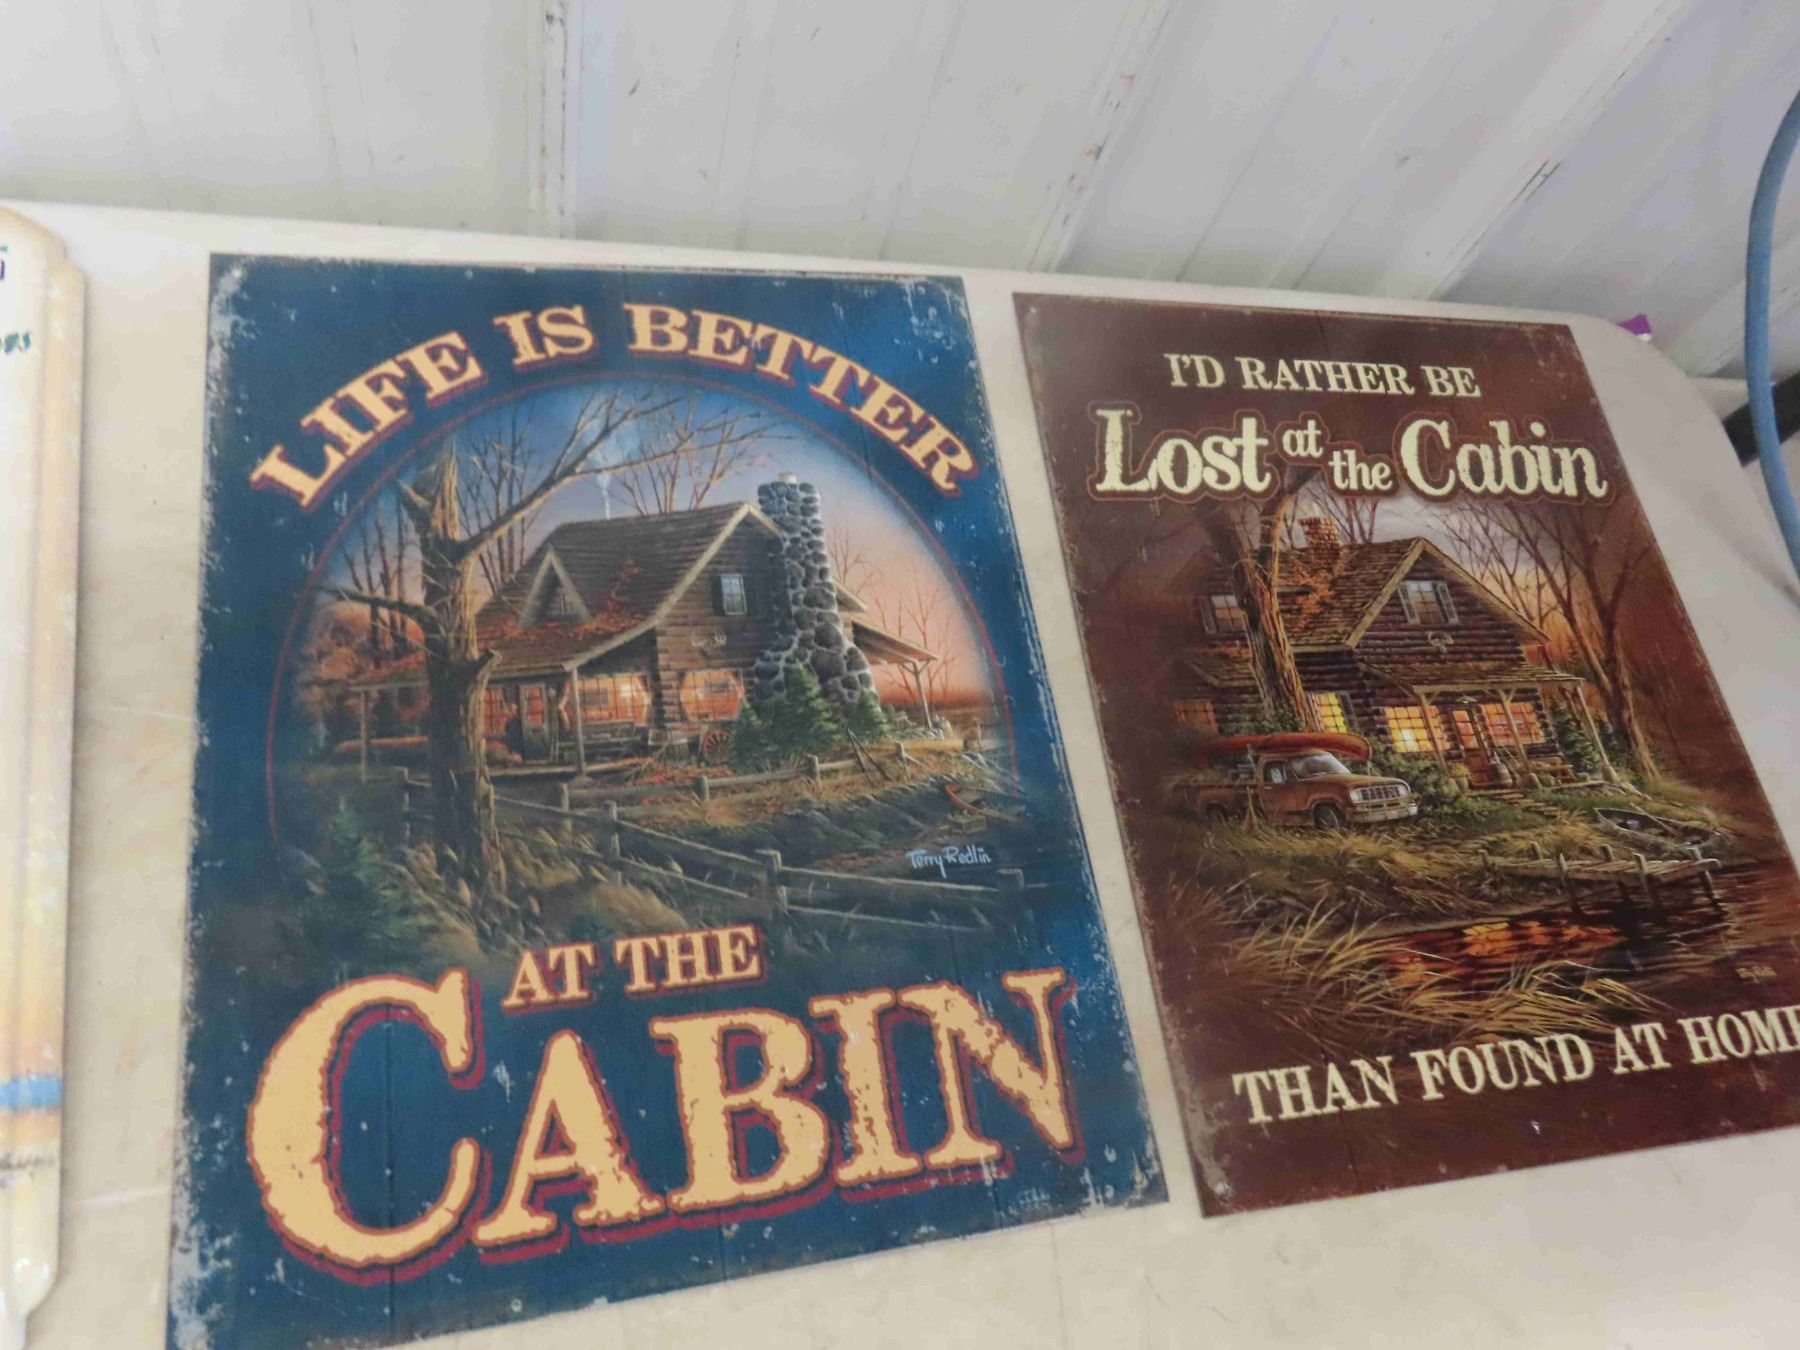 LIFE IS BETTER
Terry Redlin
AT THE
CABIN
I'D RATHER BE
Lost at the Cabin
THAN FOUND AT HOME